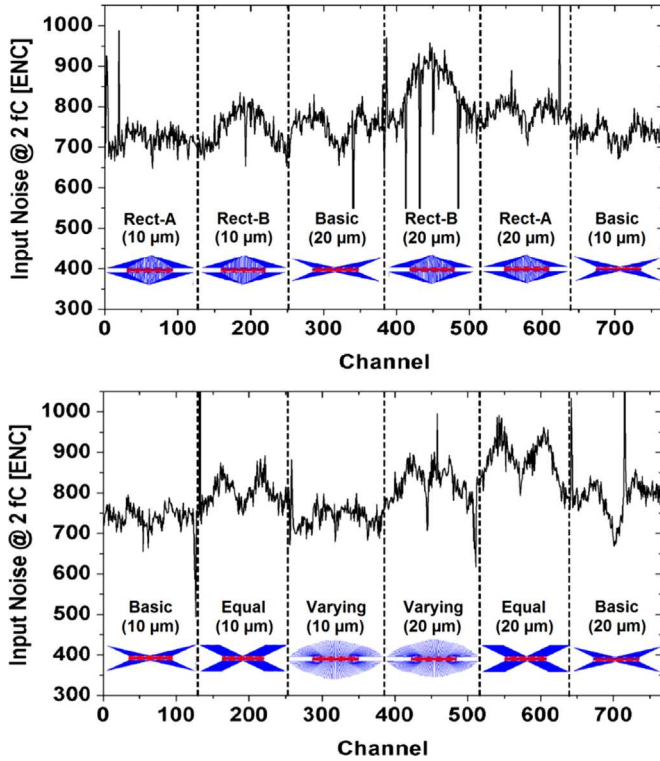 Input Noise @ 2 fC [ENC]
1000
900
800
700
600
500
400
300
Rect-A
(10 μm)
Rect-B
(10 μm)
Basic
(20 μm)
Rect-B
(20 μm)
Rect-A
(20 μm)
Basic
(10 μm)
0 100 200 300 400 500 600 700
Channel
Input Noise @ 2 fC [ENC]
1000
900
800
700
600
500
400
300
Basic
(10 μm)
Equal
(10 μm)
Varying
(10 μm)
Varying
(20 μm)
Equal
(20 μm)
Basic
(20 μm)
0 100 200 300 400 500 600 700
Channel